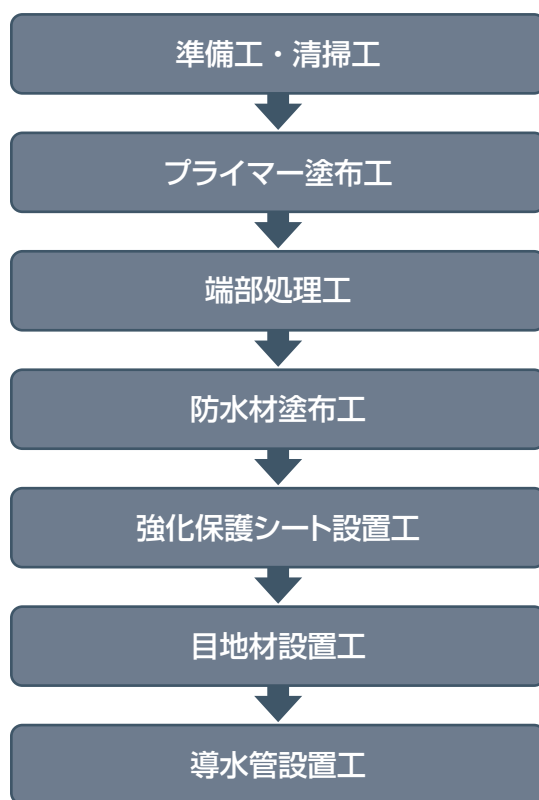 準備工・清掃工
プライマー塗布工
端部処理工
防水材塗布工
強化保護シート設置工
目地材設置工
導水管設置工